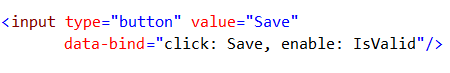 <input type="button" value="Save"
data-bind="click: Save, enable: IsValid"/>